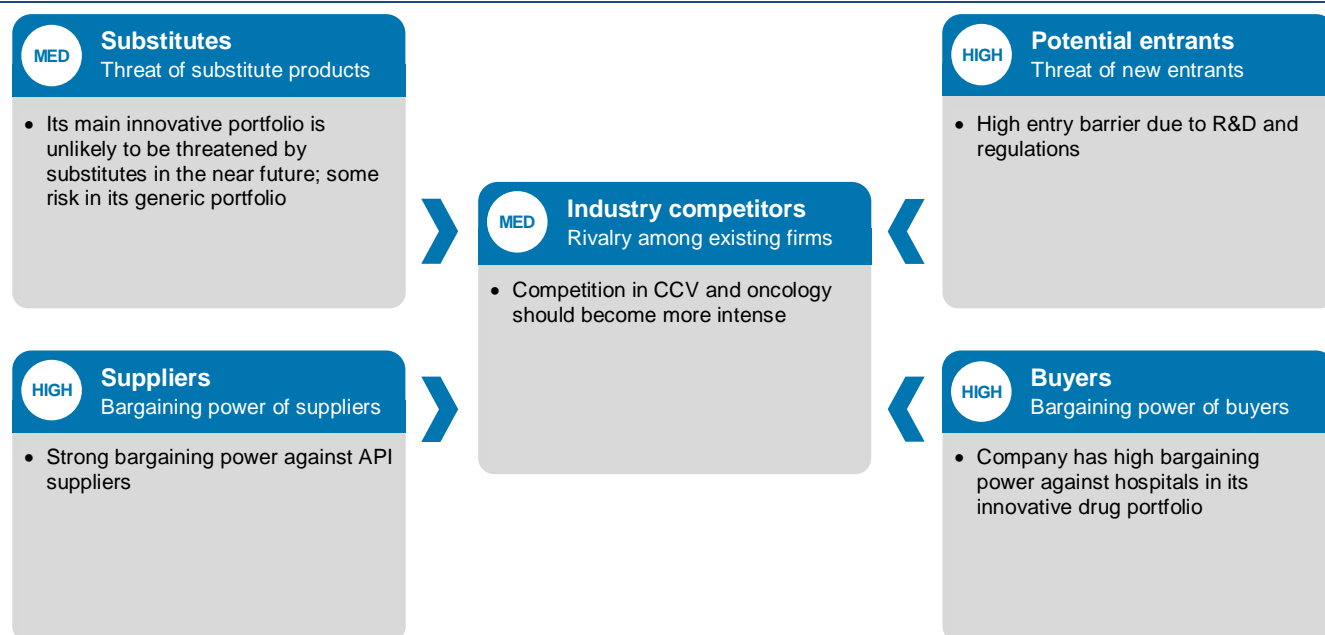 MED
Substitutes
Threat of substitute products
• Its main innovative portfolio is
unlikely to be threatened by
substitutes in the near future; some
risk in its generic portfolio
HIGH
Potential entrants
Threat of new entrants
• High entry barrier due to R&D and
regulations
MED
Industry competitors
Rivalry among existing firms
• Competition in CCV and oncology
should become more intense
HIGH
Suppliers
Bargaining power of suppliers
• Strong bargaining power against API
suppliers
HIGH
Buyers
Bargaining power of buyers
• Company has high bargaining
power against hospitals in its
innovative drug portfolio